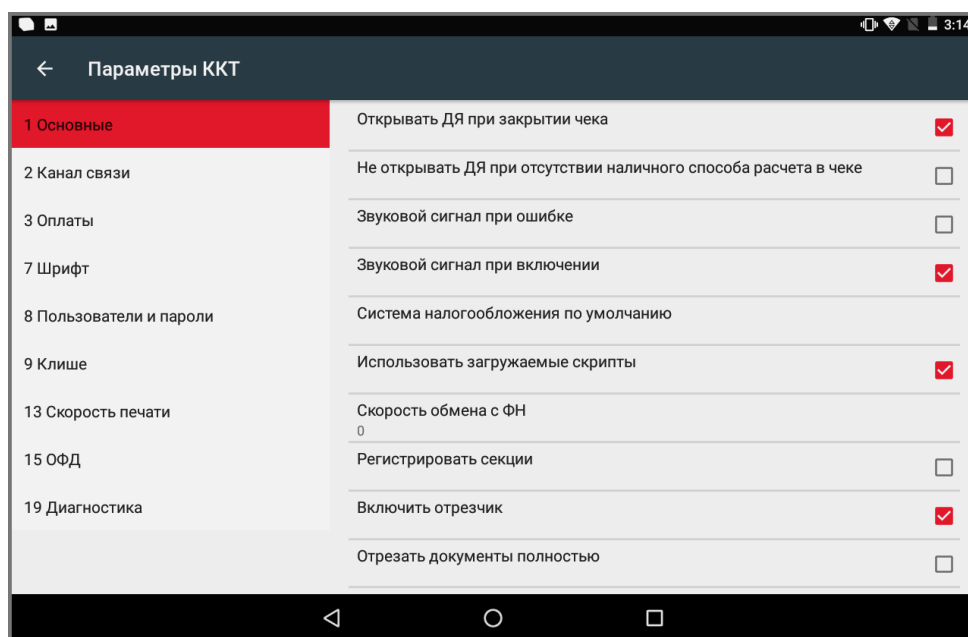 3:14
Параметры ККТ
1 Основные
2 Канал связи
3 Оплаты
7 Шрифт
8 Пользователи и пароли
9 Клише
13 Скорость печати
15 ОФД
19 Диагностика
Открывать ДЯ при закрытии чека
Не открывать ДЯ при отсутствии наличного способа расчета в чеке
Звуковой сигнал при ошибке
Звуковой сигнал при включении
Система налогообложения по умолчанию
Использовать загружаемые скрипты
Скорость обмена с ФН
0
Регистрировать секции
Включить отрезчик
Отрезать документы полностью